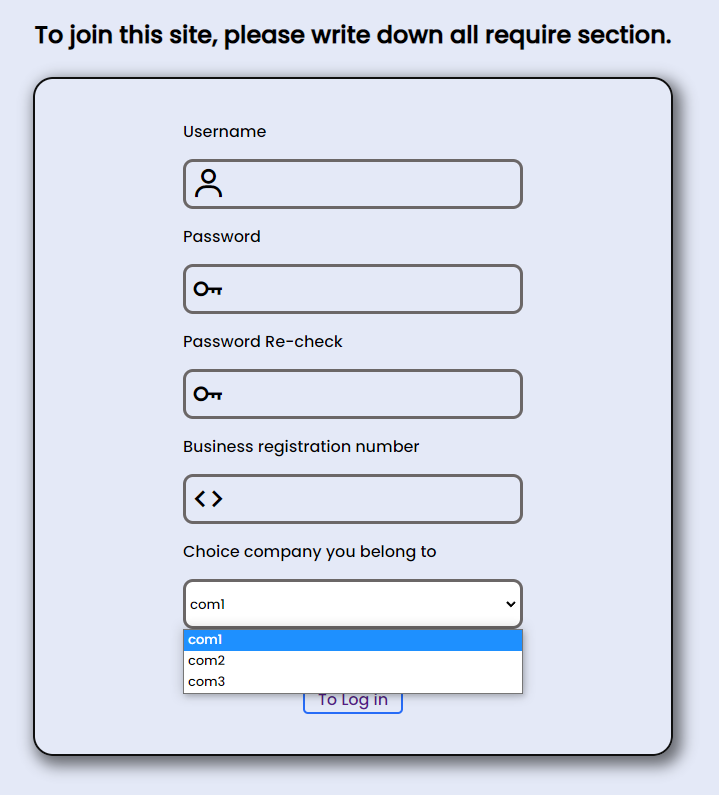 To join this site, please write down all require section.
Username
Password
Password Re-check
Business registration number
Choice company you belong to
com1
com1
com2
com3
To Log in